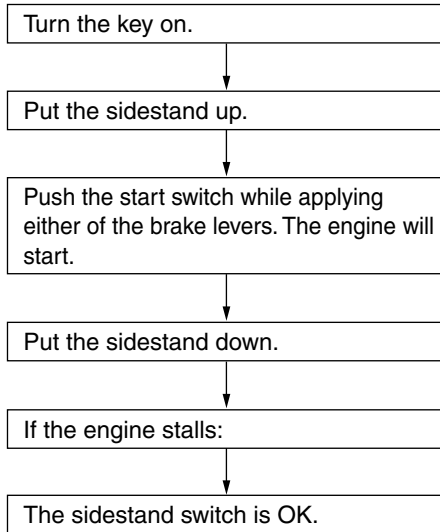 Turn the key on.
Put the sidestand up.
Push the start switch while applying
either of the brake levers. The engine will
start.
Put the sidestand down.
If the engine stalls:
The sidestand switch is OK.